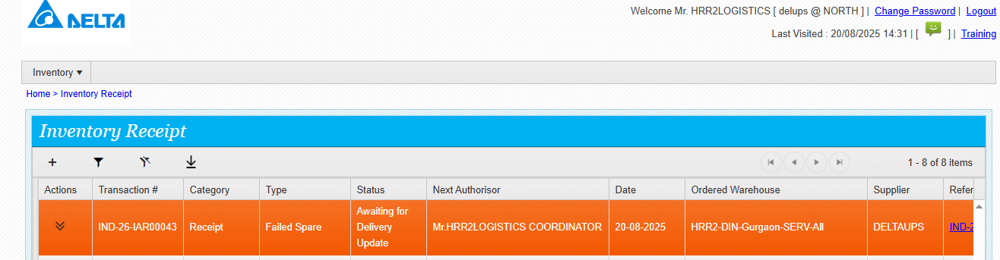 DELTA
Welcome Mr. HRR2LOGISTICS [ delups @ NORTH ] | Change Password | Logout
Last Visited : 20/08/2025 14:31 | [ ] | Training
Inventory
Home > Inventory Receipt
Inventory Receipt
1 - 8 of 8 items
Actions Transaction # Category Type Status Next Authorisor Date Ordered Warehouse Supplier Refer
IND-26-IAR00043 Receipt Failed Spare Awaiting for Delivery Update Mr.HRR2LOGISTICS COORDINATOR 20-08-2025 HRR2-DIN-Gurgaon-SERV-All DELTAUPS IND-2